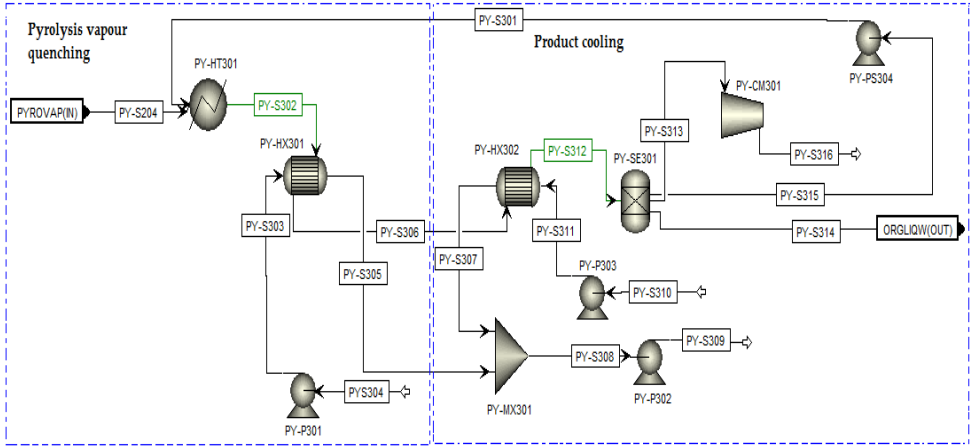 Pyrolysis vapour
quenching
PY-S301
Product cooling
PY-PS304
PY-HT301
PY-CM301
PYROVAP(IN)
PY-S204
PY-S302
PY-HX301
PY-HX302
PY-S312
PY-SE301
PY-S313
PY-S316
PY-S315
PY-S303
PY-S306
PY-S311
PY-S314
ORGLIQW(OUT)
PY-S305
PY-S307
PY-P303
PY-S310
PY-S308
PY-S309
PY-MX301
PY-P302
PYS304
PY-P301